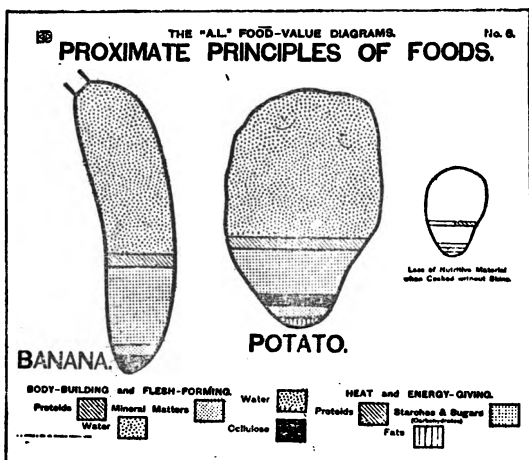 THE "A.L." FOOD-VALUE DIAGRAMS. No. 6.
PROXIMATE PRINCIPLES OF FOODS.
Loss of Nutritive Material
when Cooked without Skins.
BANANA.
POTATO.
BODY-BUILDING and FLESH-FORMING.
Proteids
Mineral Matters
Water
Water
Cellulose
HEAT and ENERGY-GIVING.
Proteids
Starches & Sugars
(Carbohydrates)
Fats